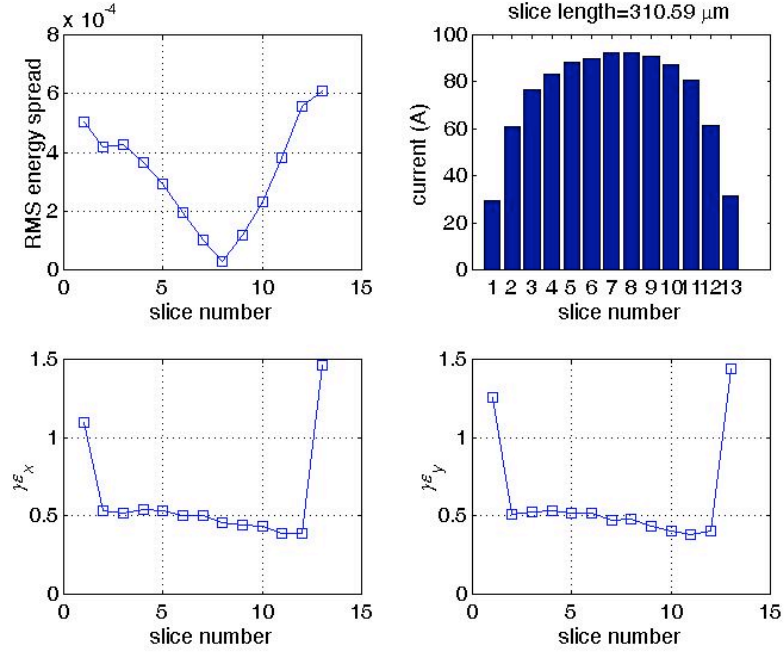 × 10⁻⁴
8
6
4
2
0
RMS energy spread
0 5 10 15
slice number
slice length=310.59 μm
100
80
60
40
20
0
current (A)
1 2 3 4 5 6 7 8 9 10 11 12 13
slice number
1.5
1
0.5
0
γεₓ
0 5 10 15
slice number
1.5
1
0.5
0
γε_y
0 5 10 15
slice number